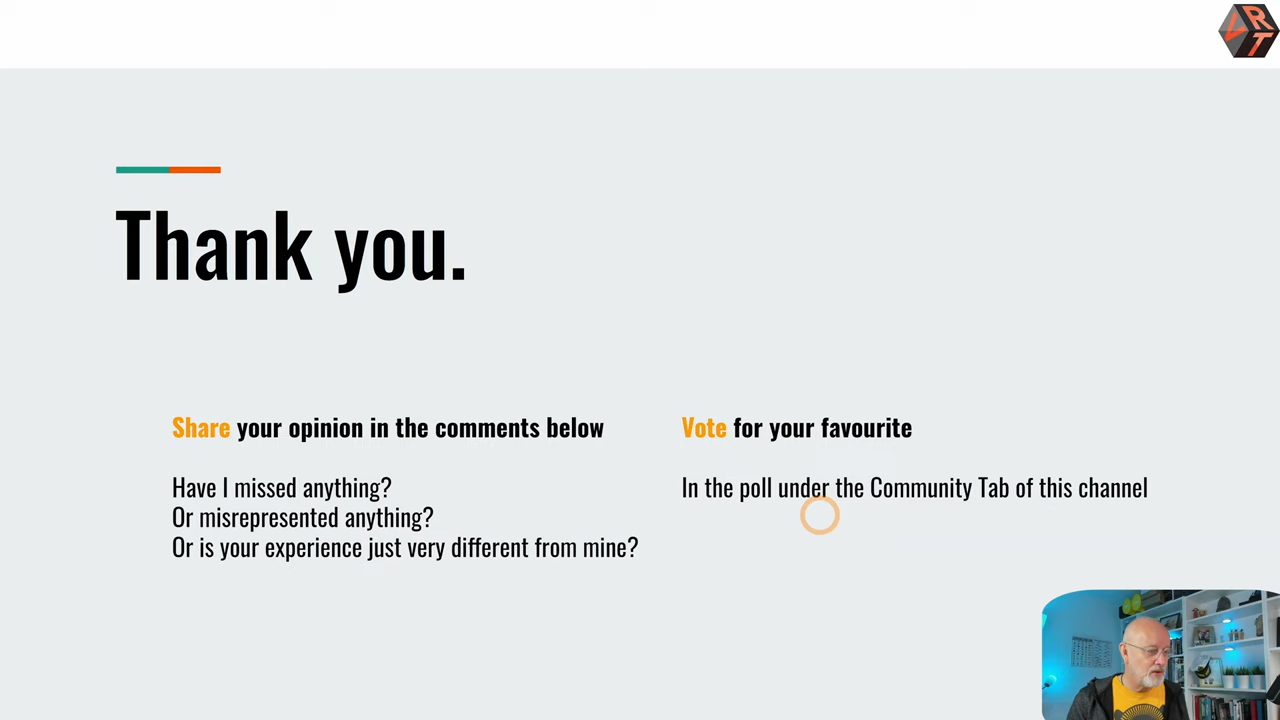 VRT
Thank you.
Share your opinion in the comments below
Have I missed anything?
Or misrepresented anything?
Or is your experience just very different from mine?
Vote for your favourite
In the poll under the Community Tab of this channel